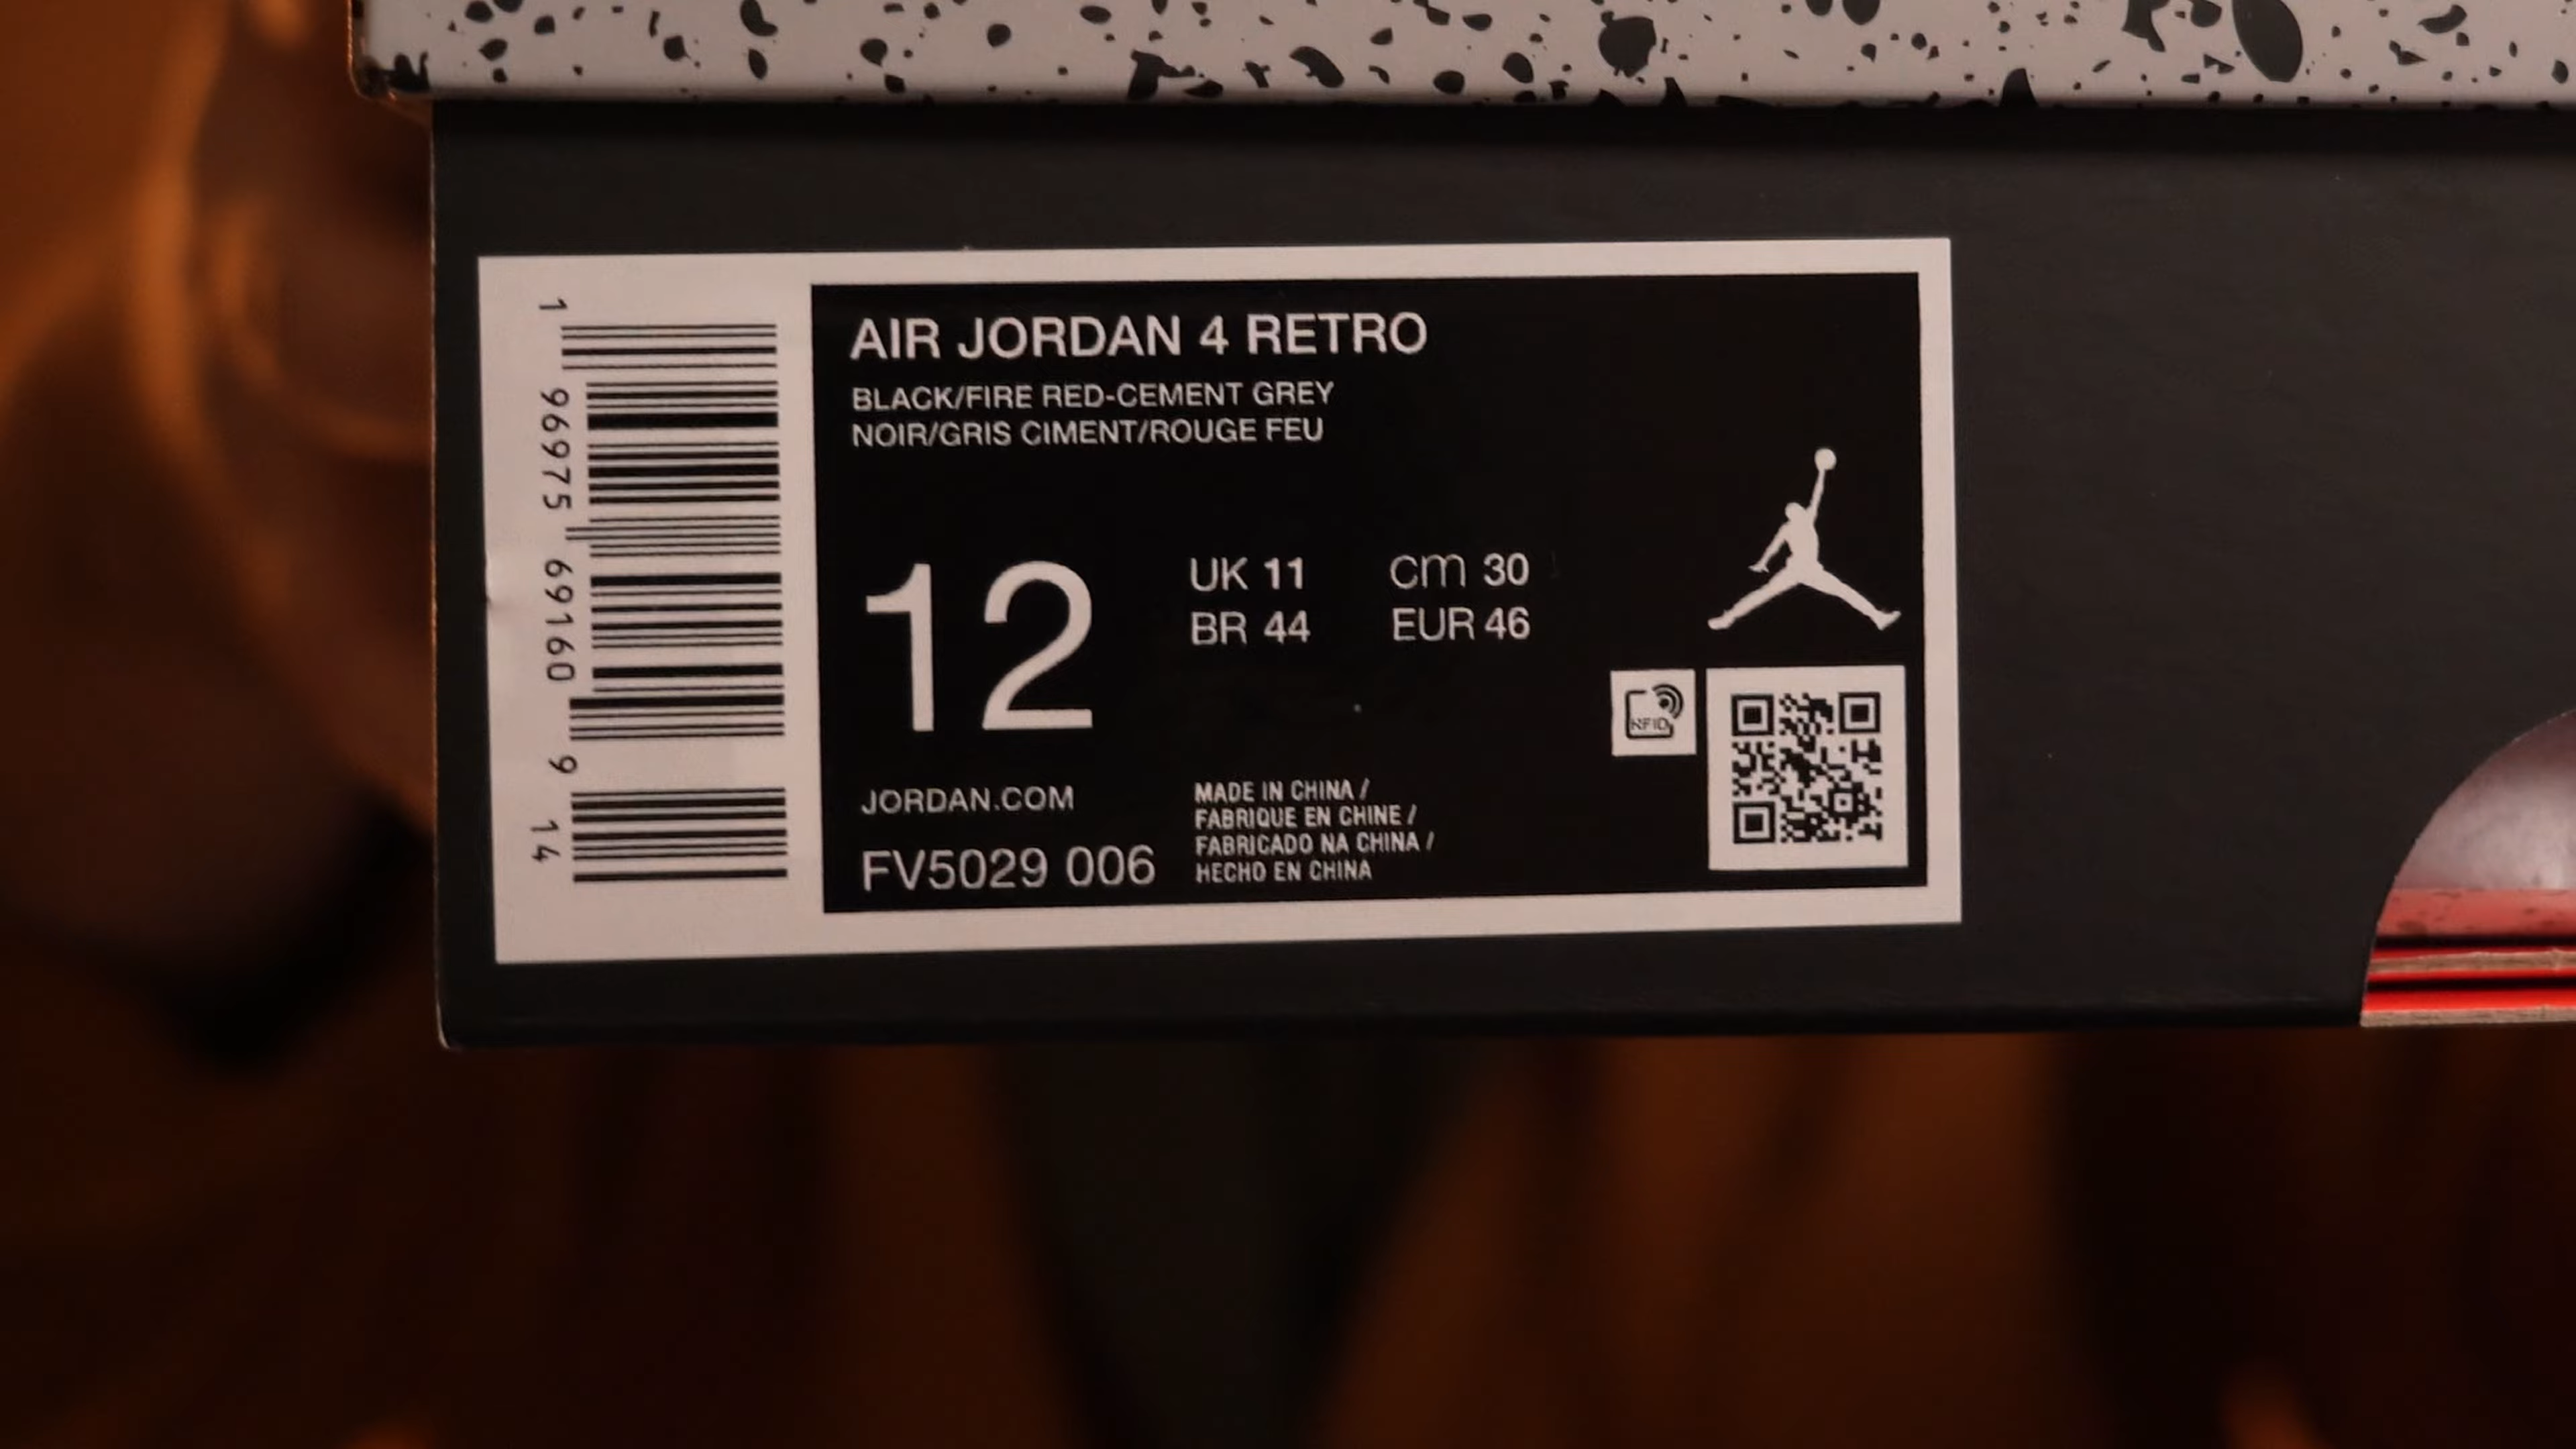 1 96975 69160 9 14
AIR JORDAN 4 RETRO
BLACK/FIRE RED-CEMENT GREY
NOIR/GRIS CIMENT/ROUGE FEU
12
UK 11 cm 30
BR 44 EUR 46
RFID
JORDAN.COM
FV5029 006
MADE IN CHINA /
FABRIQUE EN CHINE /
FABRICADO NA CHINA /
HECHO EN CHINA